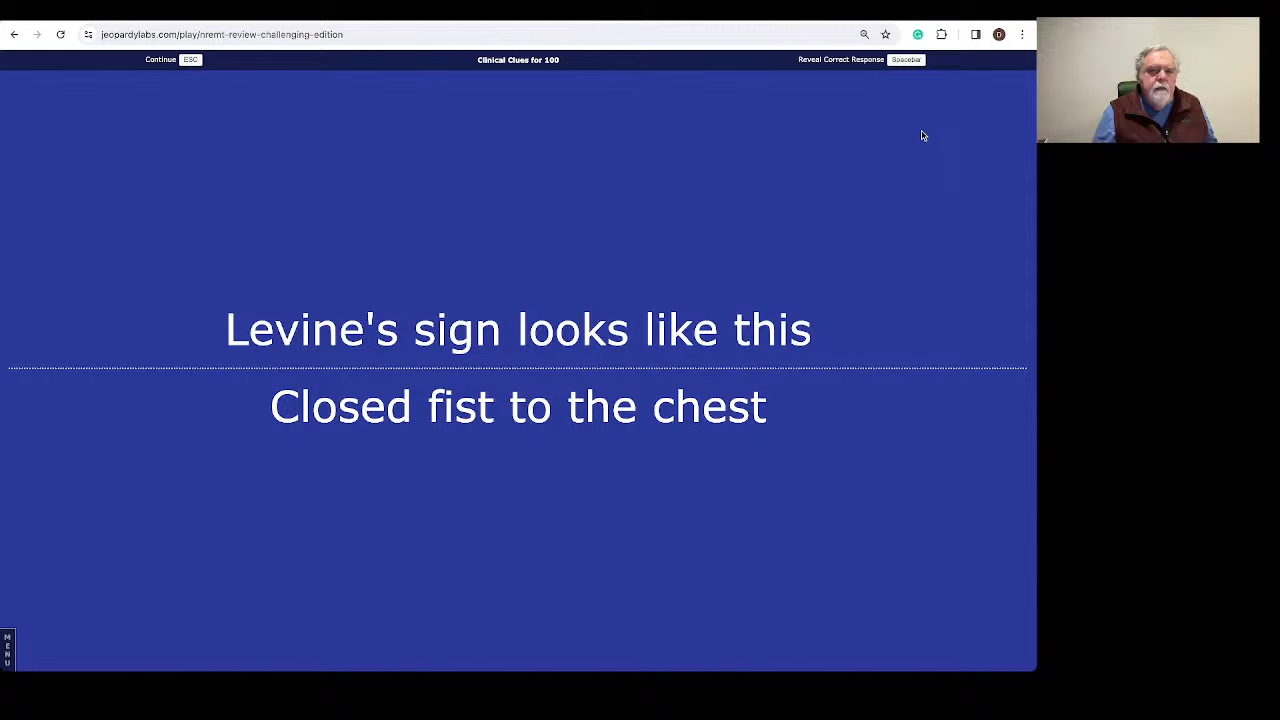 jeopardylabs.com/play/nremt-review-challenging-edition
Continue ESC
Clinical Clues for 100
Reveal Correct Response Spacebar
Levine's sign looks like this
Closed fist to the chest
MENU